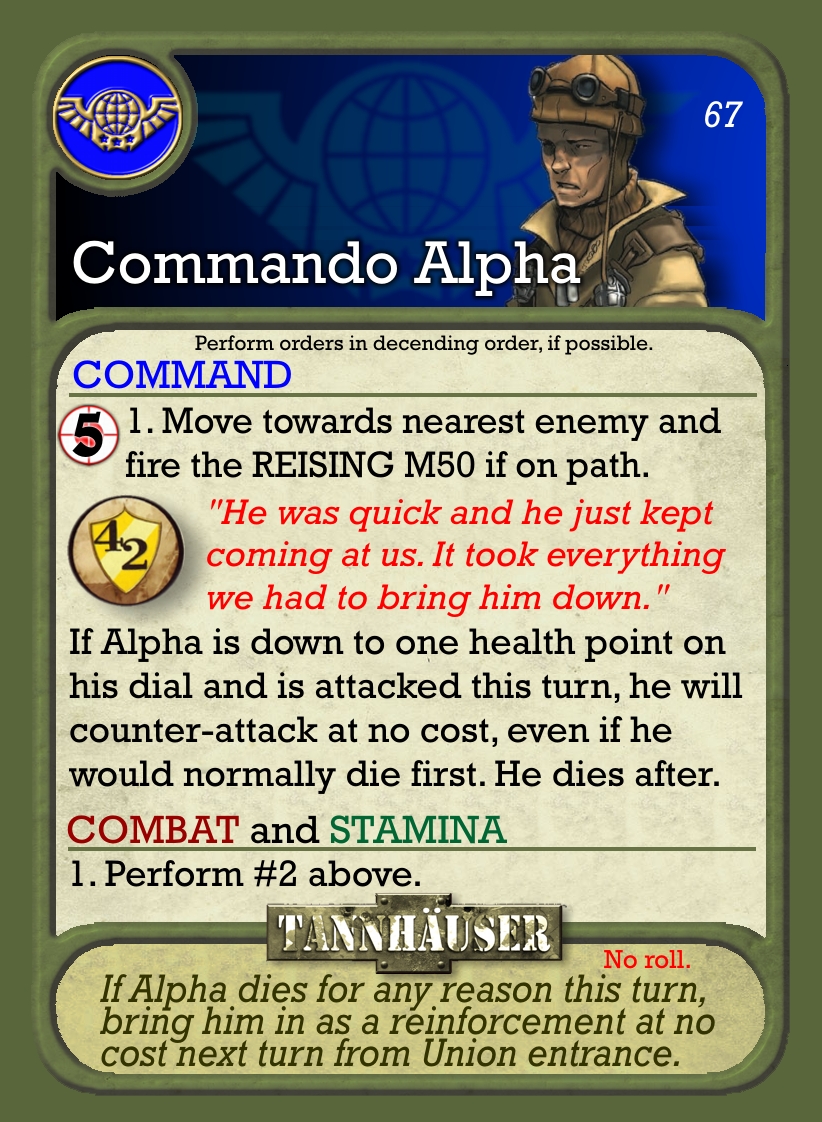 67
Commando Alpha
Perform orders in decending order, if possible.
COMMAND
5
1. Move towards nearest enemy and
fire the REISING M50 if on path.
42
"He was quick and he just kept
coming at us. It took everything
we had to bring him down."
If Alpha is down to one health point on
his dial and is attacked this turn, he will
counter-attack at no cost, even if he
would normally die first. He dies after.
COMBAT and STAMINA
1. Perform #2 above.
TANNHÄUSER
No roll.
If Alpha dies for any reason this turn,
bring him in as a reinforcement at no
cost next turn from Union entrance.